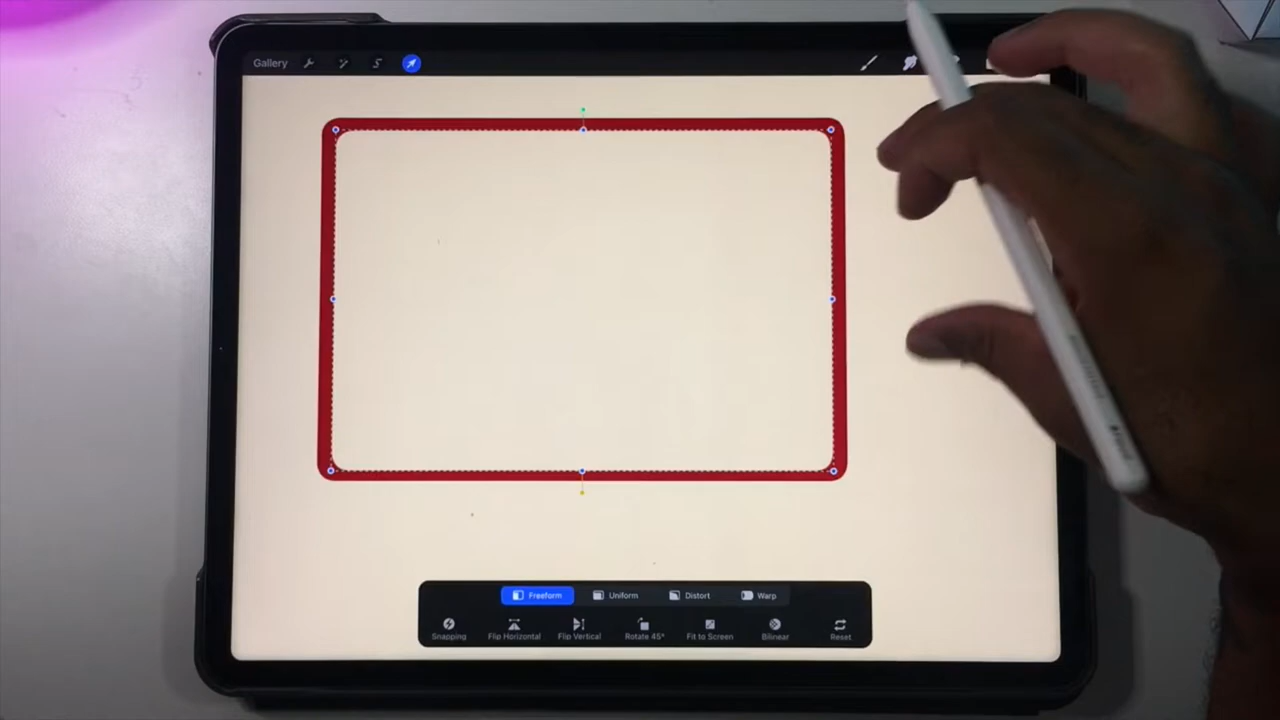 Gallery
Freeform Uniform Distort Warp
Snapping Flip Horizontal Flip Vertical Rotate 45° Fit to Screen Bilinear Reset